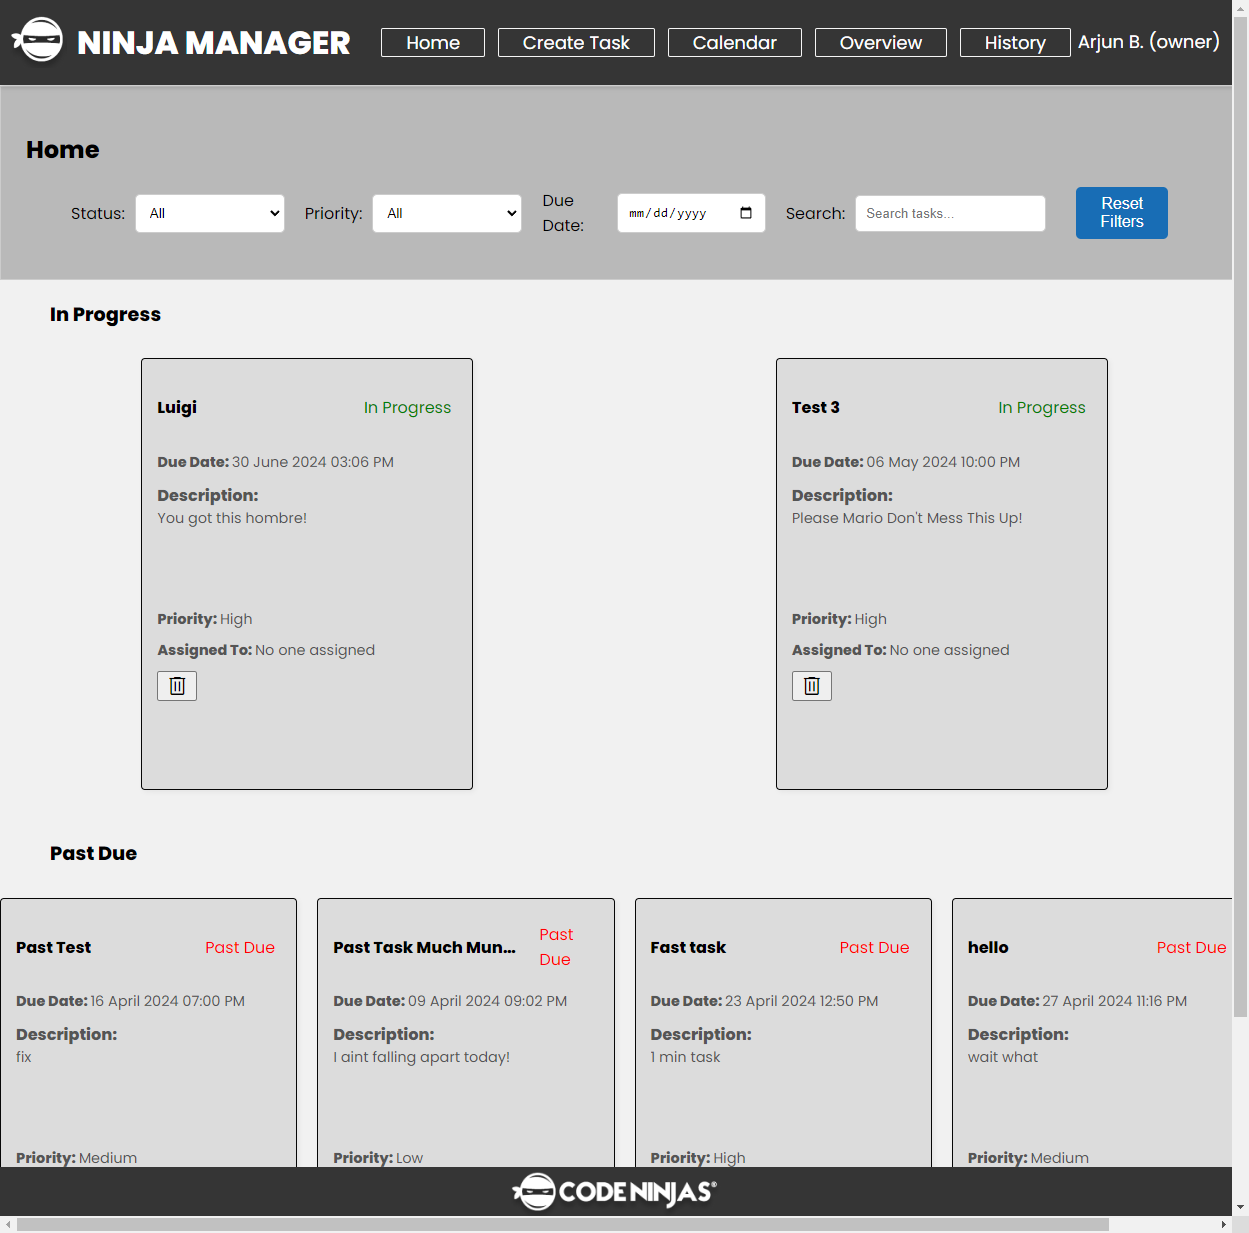 NINJA MANAGER
Home
Create Task
Calendar
Overview
History
Arjun B. (owner)
Home
Status:
All
Priority:
All
Due
Date:
mm/dd/yyyy
Search:
Search tasks...
Reset
Filters
In Progress
Luigi
In Progress
Due Date: 30 June 2024 03:06 PM
Description:
You got this hombre!
Priority: High
Assigned To: No one assigned
Test 3
In Progress
Due Date: 06 May 2024 10:00 PM
Description:
Please Mario Don't Mess This Up!
Priority: High
Assigned To: No one assigned
Past Due
Past Test
Past Due
Due Date: 16 April 2024 07:00 PM
Description:
fix
Priority: Medium
Past Task Much Mun...
Past
Due
Due Date: 09 April 2024 09:02 PM
Description:
I aint falling apart today!
Priority: Low
Fast task
Past Due
Due Date: 23 April 2024 12:50 PM
Description:
1 min task
Priority: High
hello
Past Due
Due Date: 27 April 2024 11:16 PM
Description:
wait what
Priority: Medium
CODE NINJAS®